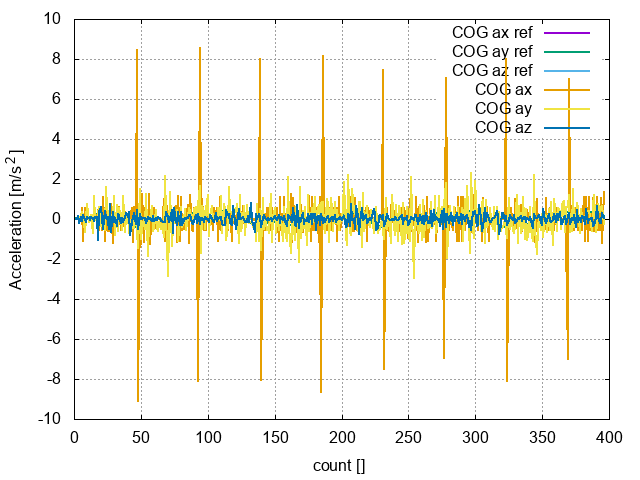 10
8
6
4
2
0
-2
-4
-6
-8
-10
0 50 100 150 200 250 300 350 400
Acceleration [m/s²]
count []
COG ax ref
COG ay ref
COG az ref
COG ax
COG ay
COG az